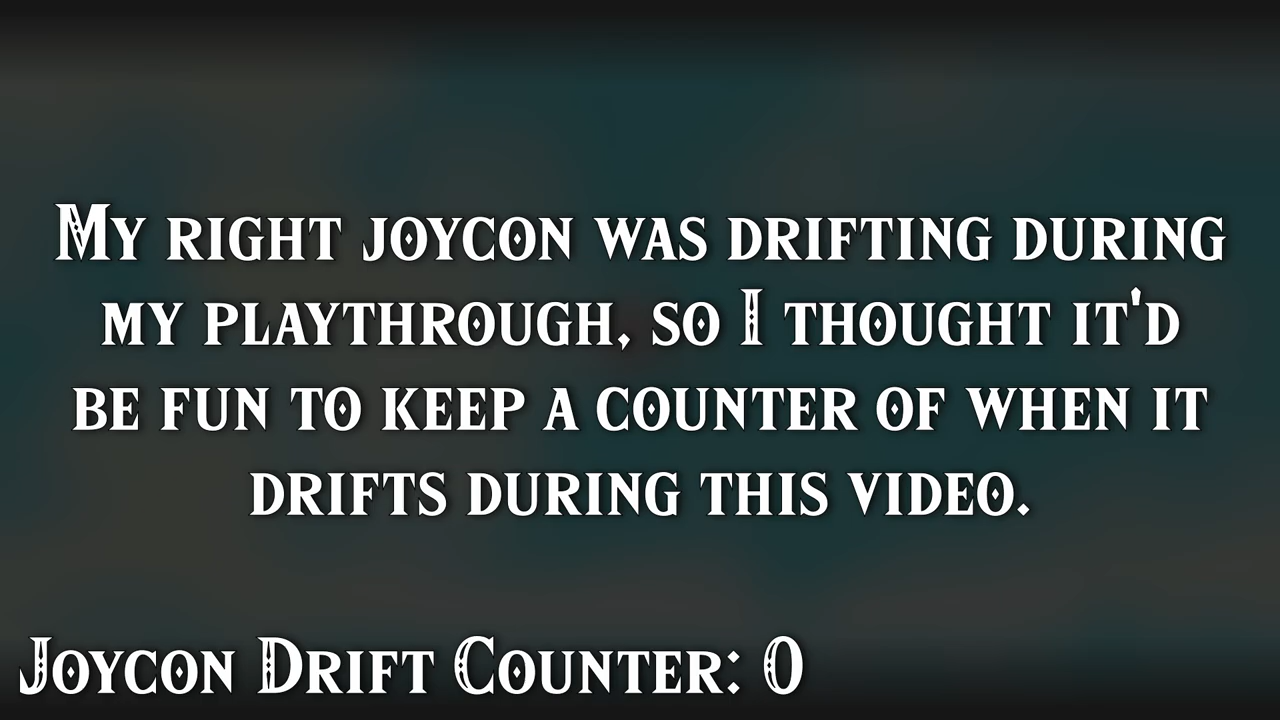 My right joycon was drifting during
my playthrough, so I thought it'd
be fun to keep a counter of when it
drifts during this video.
Joycon Drift Counter: 0